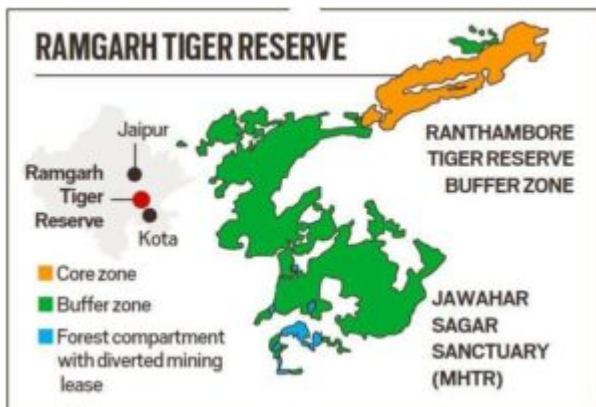 RAMGARH TIGER RESERVE
Jaipur
Ramgarh
Tiger
Reserve
Kota
Core zone
Buffer zone
Forest compartment
with diverted mining
lease
RANTHAMBORE
TIGER RESERVE
BUFFER ZONE
JAWAHAR
SAGAR
SANCTUARY
(MHTR)